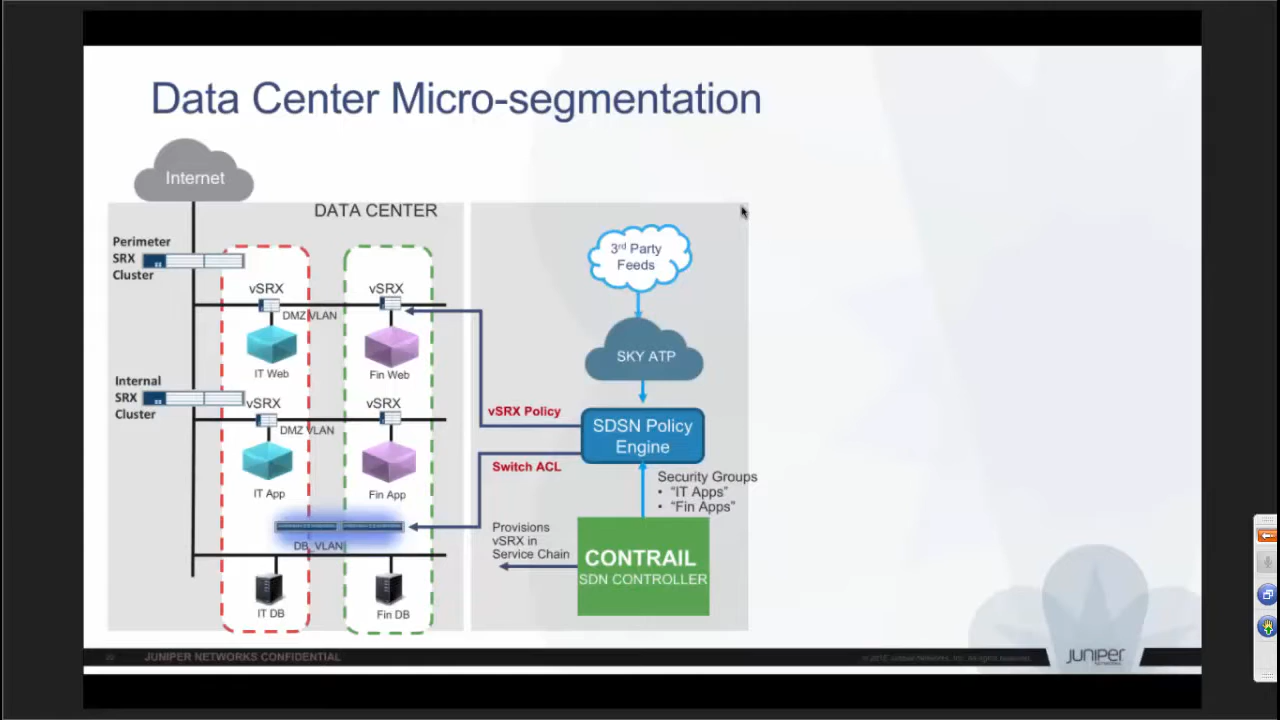 Data Center Micro-segmentation
Internet
DATA CENTER
Perimeter
SRX
Cluster
vSRX
vSRX
DMZ VLAN
IT Web
Fin Web
Internal
SRX
Cluster
vSRX
vSRX
DMZ VLAN
IT App
Fin App
DB VLAN
IT DB
Fin DB
3rd Party
Feeds
SKY ATP
vSRX Policy
SDSN Policy
Engine
Switch ACL
Security Groups
• "IT Apps"
• "Fin Apps"
Provisions
vSRX in
Service Chain
CONTRAIL
SDN CONTROLLER
JUNIPER NETWORKS CONFIDENTIAL
JUNIPER
NETWORKS